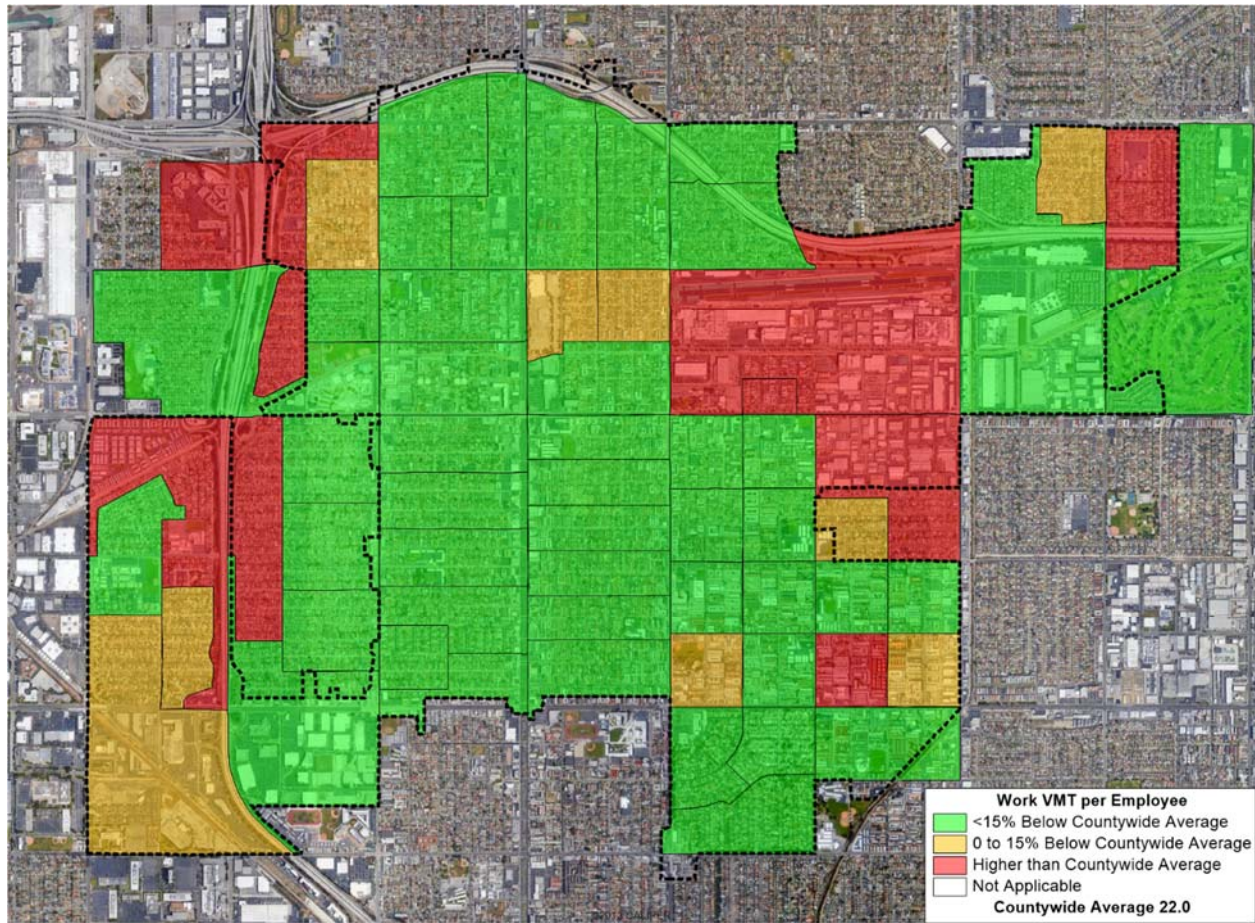 Work VMT per Employee
<15% Below Countywide Average
0 to 15% Below Countywide Average
Higher than Countywide Average
Not Applicable
Countywide Average 22.0